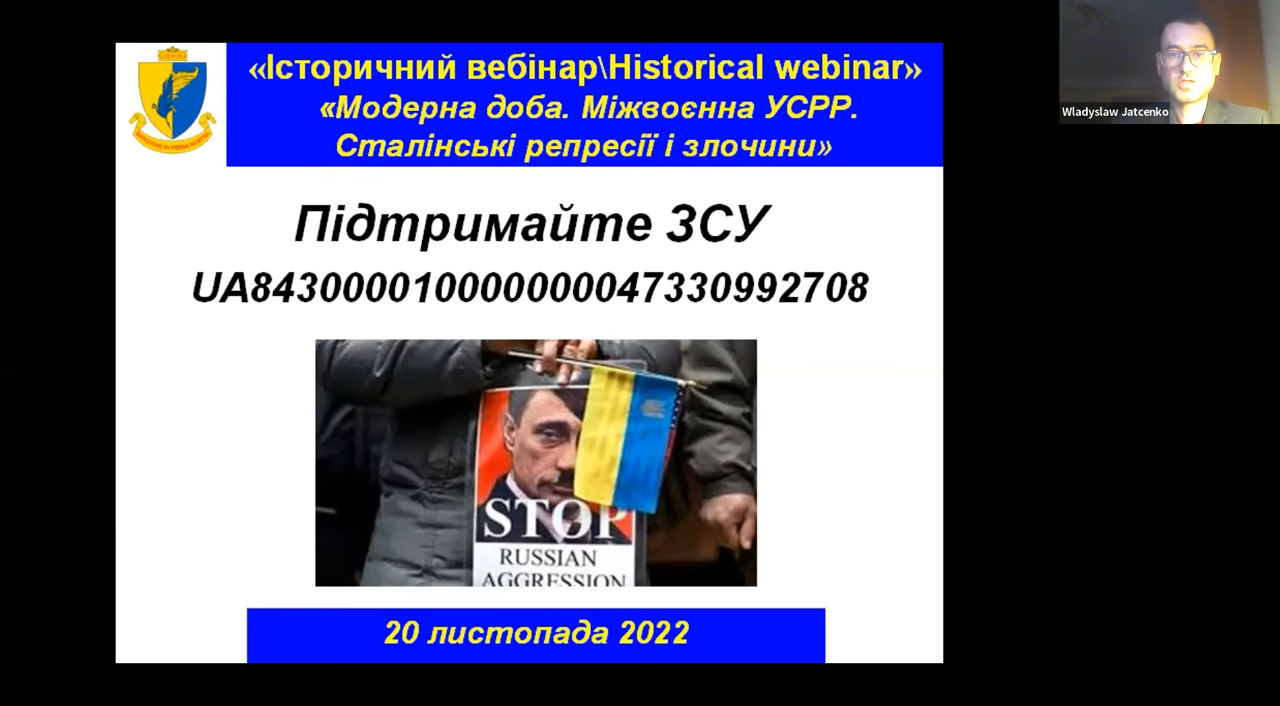 «Історичний вебінар\Historical webinar»
«Модерна доба. Міжвоєнна УСРР.
Сталінські репресії і злочини»
Wladyslaw Jatcenko
Підтримайте ЗСУ
UA843000010000000047330992708
STOP
RUSSIAN
AGGRESSION
20 листопада 2022